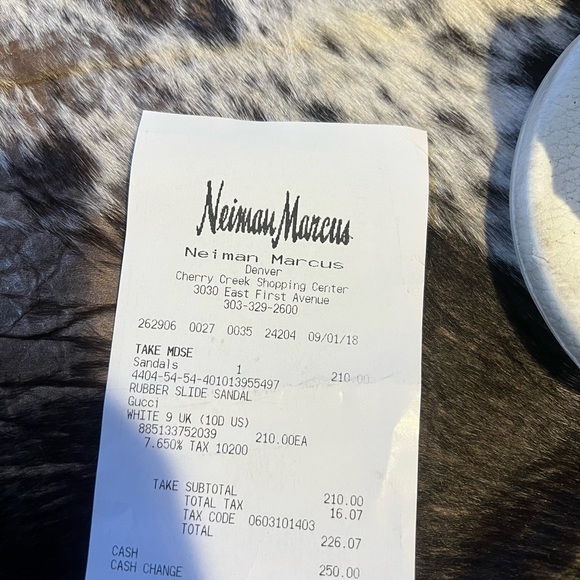 Neiman Marcus
Neiman Marcus
Denver
Cherry Creek Shopping Center
3030 East First Avenue
303-329-2600
262906 0027 0035 24204 09/01/18
TAKE MDSE
Sandals 1 210.00
4404-54-54-401013955497
RUBBER SLIDE SANDAL
Gucci
WHITE 9 UK (10D US)
885133752039 210.00EA
7.650% TAX 10200
TAKE SUBTOTAL 210.00
TOTAL TAX 16.07
TAX CODE 0603101403
TOTAL 226.07
CASH 250.00
CASH CHANGE